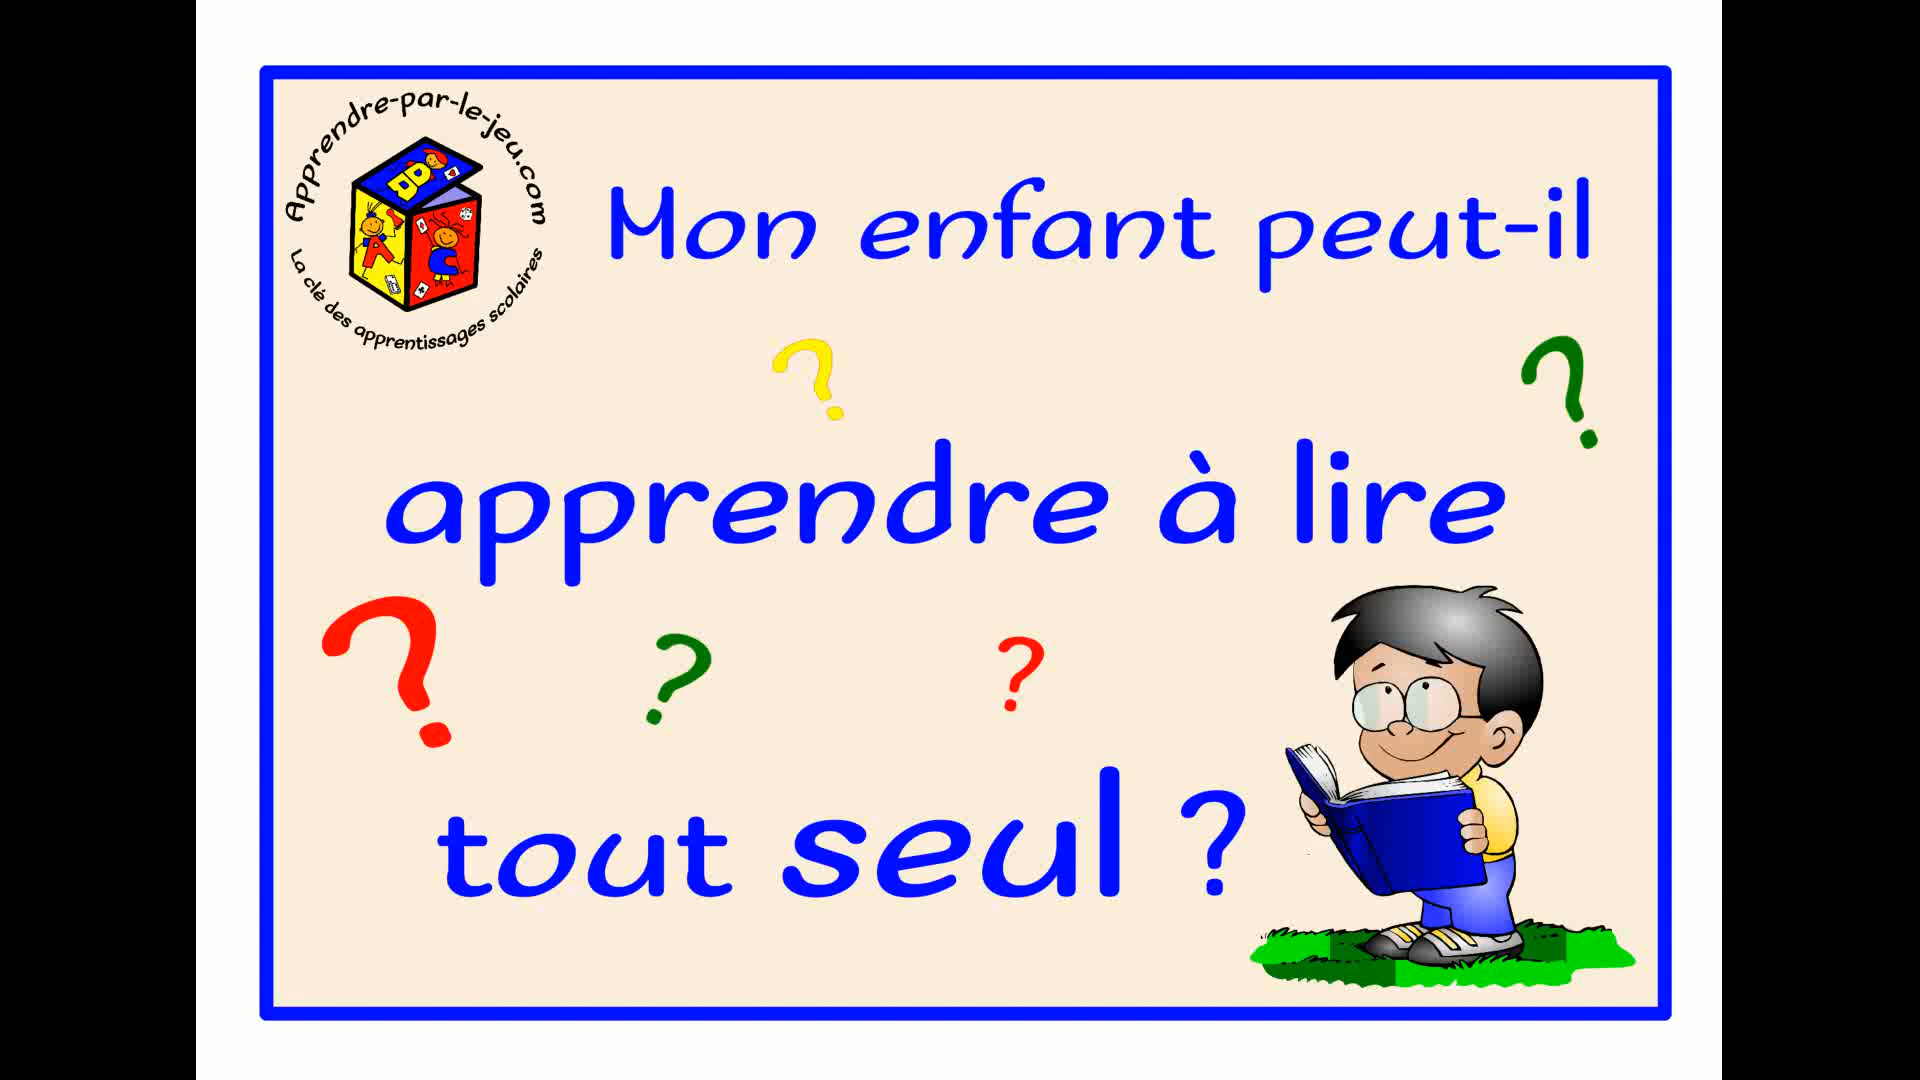 Apprendre-par-le-jeu.com
La clé des apprentissages scolaires
Mon enfant peut-il
? ?
apprendre à lire
? ? ?
tout seul ?